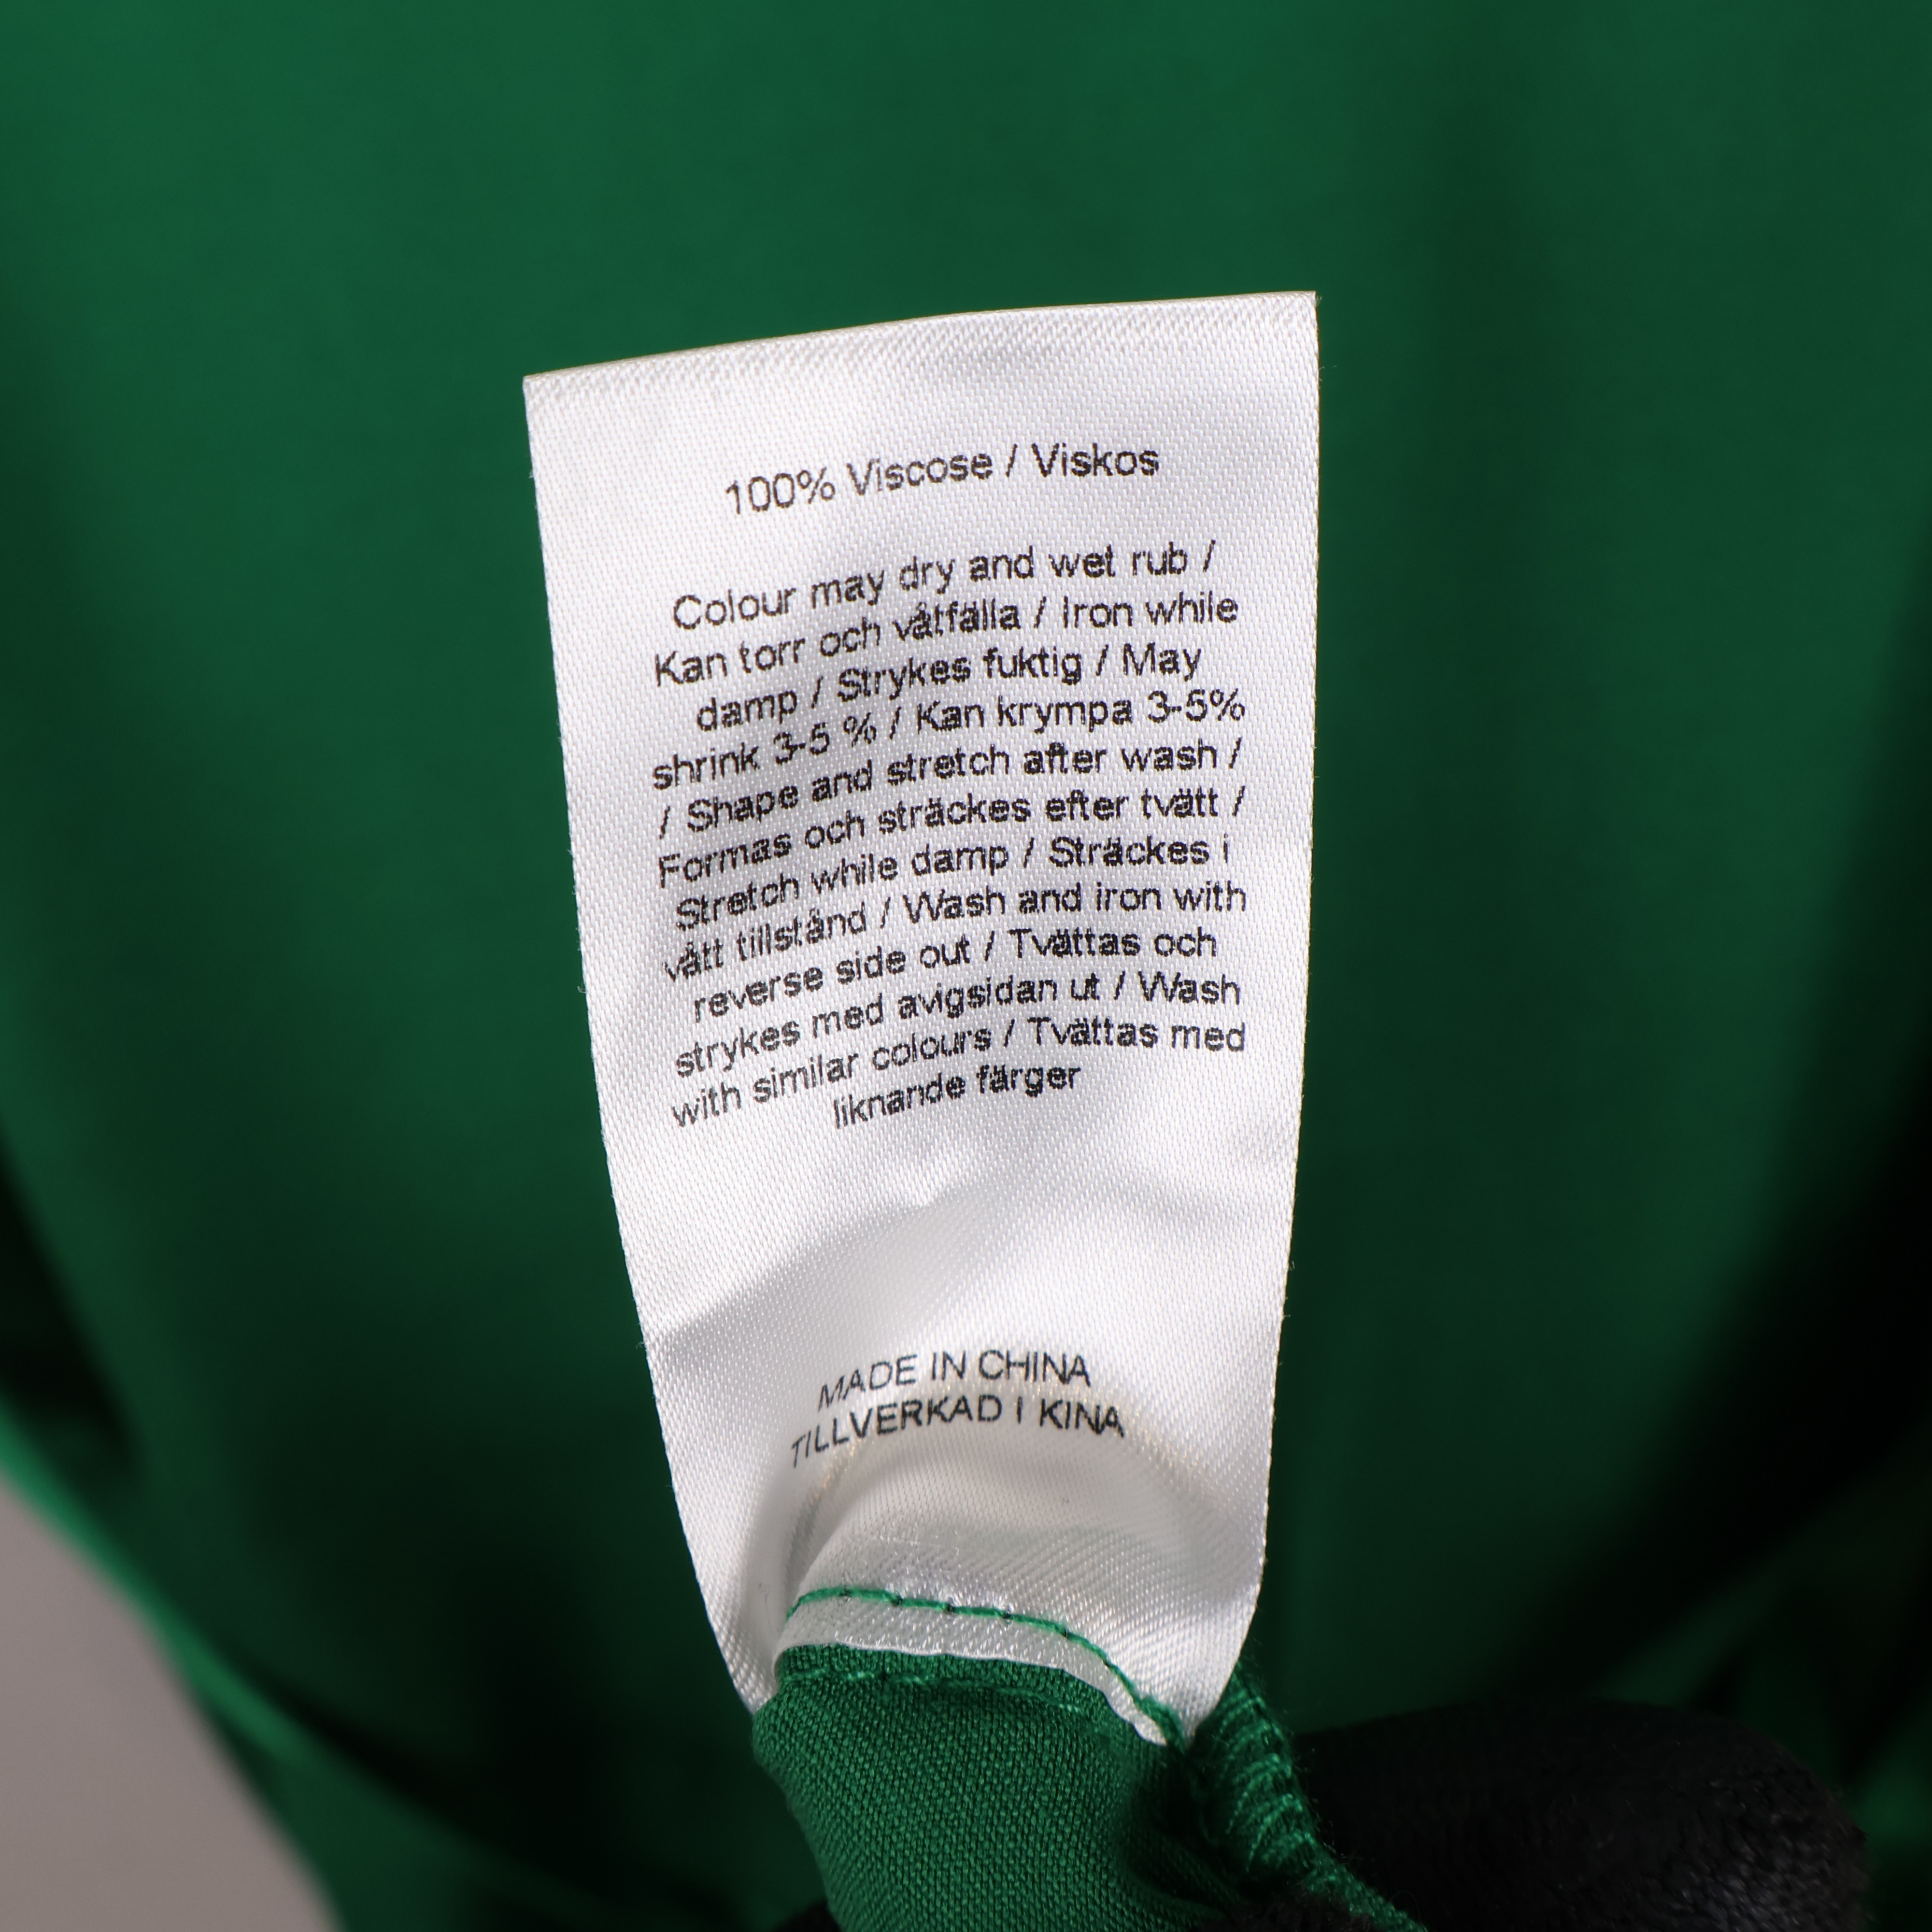 100% Viscose / Viskos
Colour may dry and wet rub /
Kan torr och våtfälla / Iron while
damp / Strykes fuktig / May
shrink 3-5 % / Kan krympa 3-5%
/ Shape and stretch after wash /
Formas och sträckes efter tvätt /
Stretch while damp / Sträckes i
vått tillstånd / Wash and iron with
reverse side out / Tvättas och
strykes med avigsidan ut / Wash
with similar colours / Tvättas med
liknande färger
MADE IN CHINA
TILLVERKAD I KINA